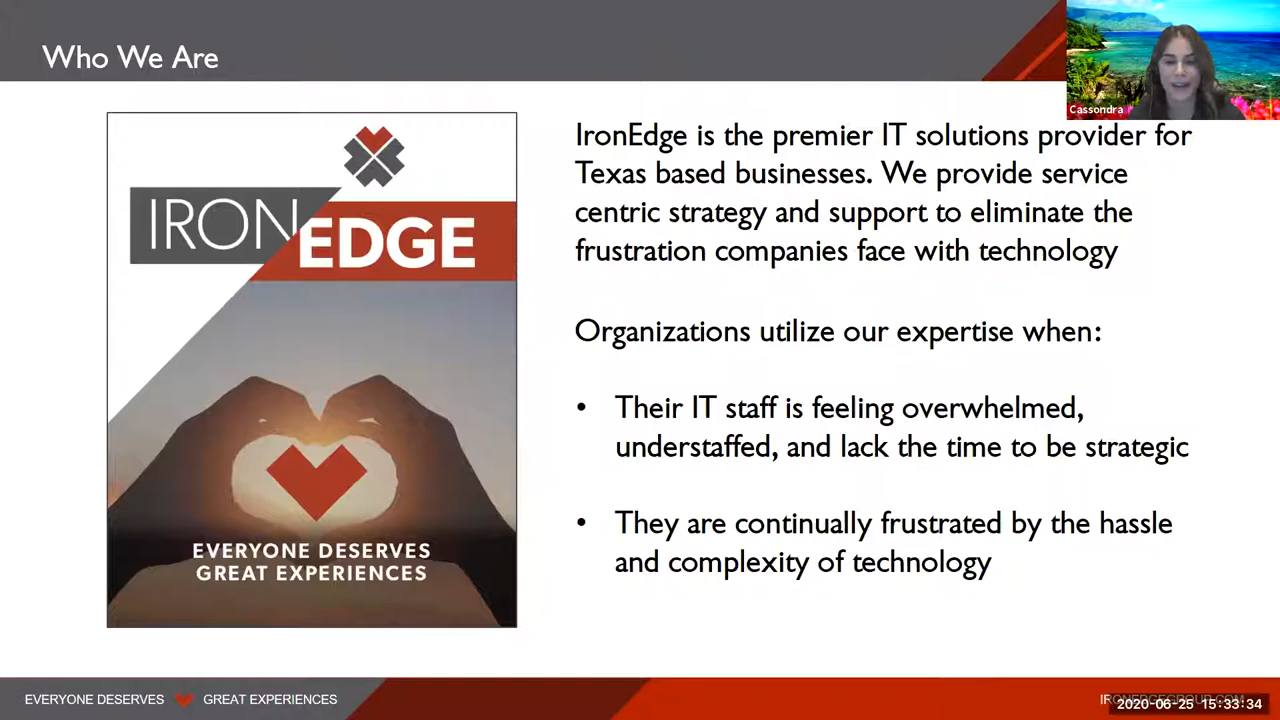 Who We Are
Cassondra
IRON
EDGE
EVERYONE DESERVES
GREAT EXPERIENCES
IronEdge is the premier IT solutions provider for
Texas based businesses. We provide service
centric strategy and support to eliminate the
frustration companies face with technology
Organizations utilize our expertise when:
• Their IT staff is feeling overwhelmed,
understaffed, and lack the time to be strategic
• They are continually frustrated by the hassle
and complexity of technology
EVERYONE DESERVES GREAT EXPERIENCES
IRONEDGEGROUP.COM
2020-06-25 15:33:34